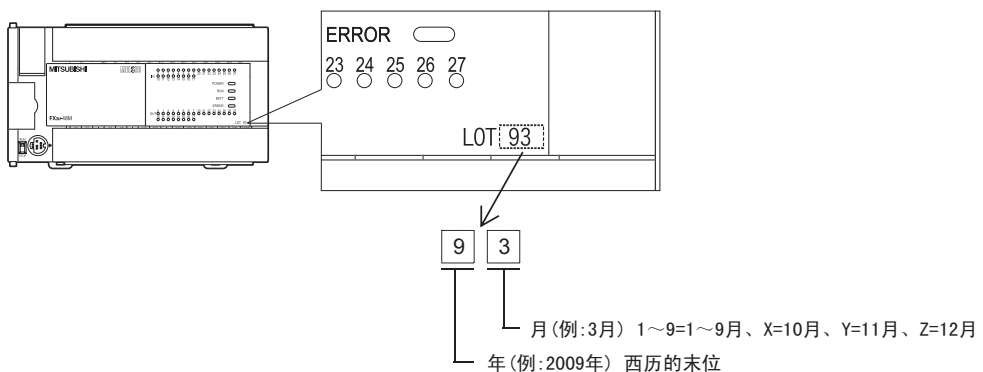 MITSUBISHI
POWER
RUN
BATT
ERROR
ERROR
23 24 25 26 27
LOT 93
9 3
月(例:3月) 1～9=1～9月、X=10月、Y=11月、Z=12月
年(例:2009年) 西历的末位